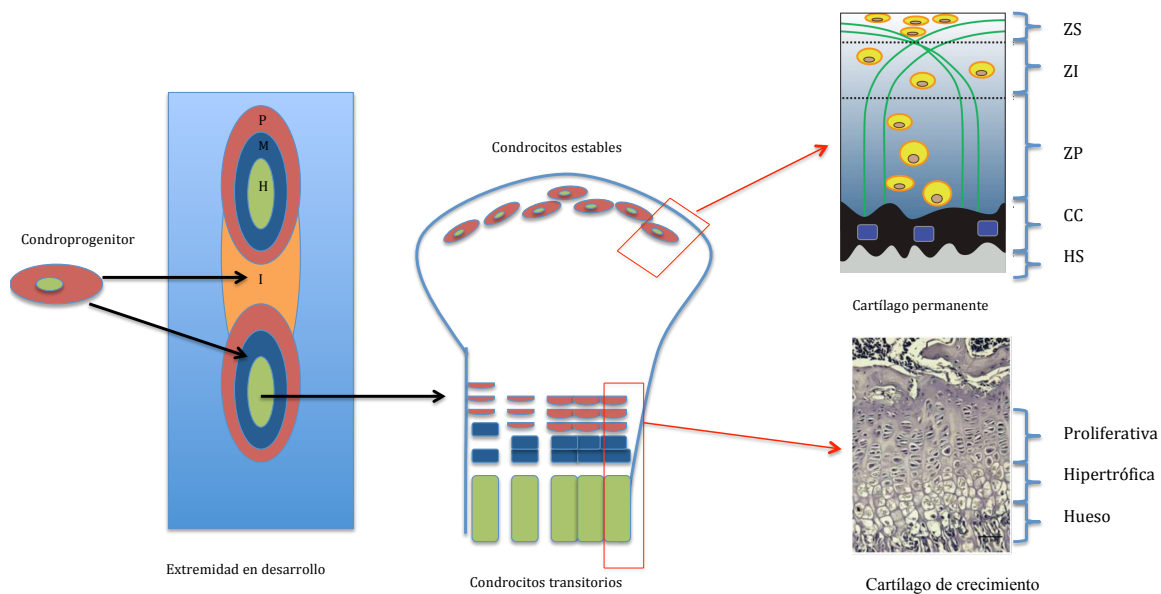 Condroprogenitor
P
M
H
I
Extremidad en desarrollo
Condrocitos estables
Condrocitos transitorios
ZS
ZI
ZP
CC
HS
Cartílago permanente
Proliferativa
Hipertrófica
Hueso
Cartílago de crecimiento